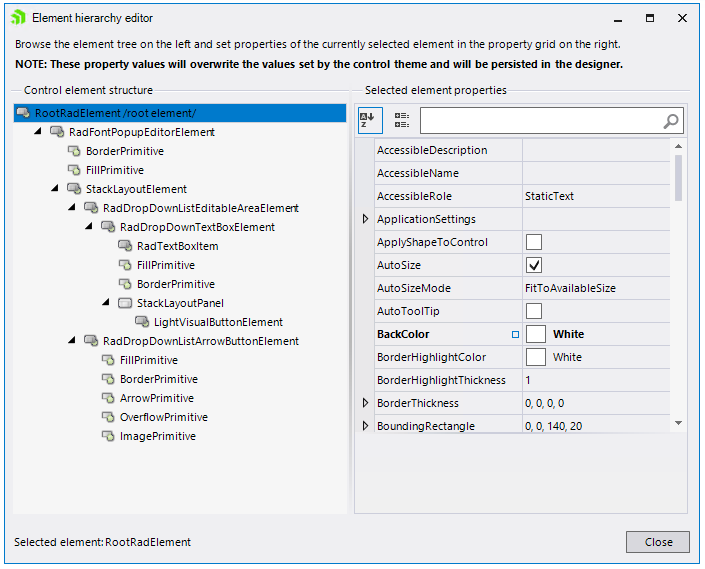 Element hierarchy editor
Browse the element tree on the left and set properties of the currently selected element in the property grid on the right.
NOTE: These property values will overwrite the values set by the control theme and will be persisted in the designer.
Control element structure
RootRadElement /root element/
RadFontPopupEditorElement
BorderPrimitive
FillPrimitive
StackLayoutElement
RadDropDownListEditableAreaElement
RadDropDownTextBoxElement
RadTextBoxItem
FillPrimitive
BorderPrimitive
StackLayoutPanel
LightVisualButtonElement
RadDropDownListArrowButtonElement
FillPrimitive
BorderPrimitive
ArrowPrimitive
OverflowPrimitive
ImagePrimitive
Selected element properties
AccessibleDescription
AccessibleName
AccessibleRole StaticText
ApplicationSettings
ApplyShapeToControl
AutoSize
AutoSizeMode FitToAvailableSize
AutoToolTip
BackColor White
BorderHighlightColor White
BorderHighlightThickness 1
BorderThickness 0, 0, 0, 0
BoundingRectangle 0, 0, 140, 20
Selected element: RootRadElement
Close